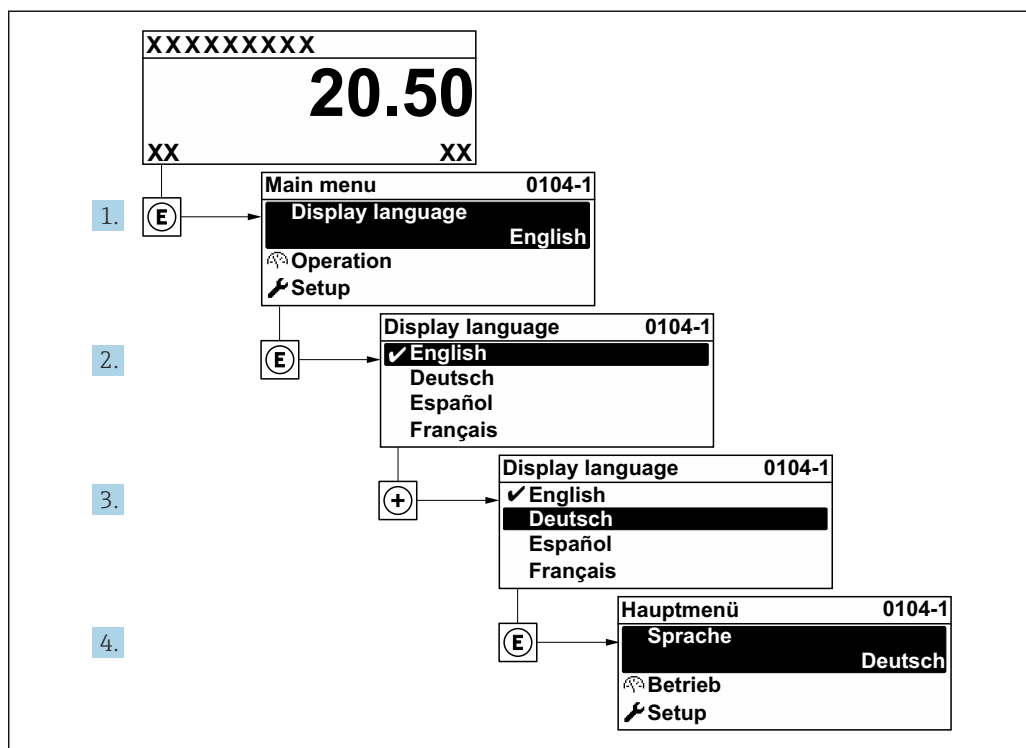 XXXXXXXXX
20.50
XX XX
1. E
Main menu 0104-1
Display language
English
Operation
Setup
2. E
Display language 0104-1
✔English
Deutsch
Español
Français
3. +
Display language 0104-1
✔English
Deutsch
Español
Français
4. E
Hauptmenü 0104-1
Sprache
Deutsch
Betrieb
Setup